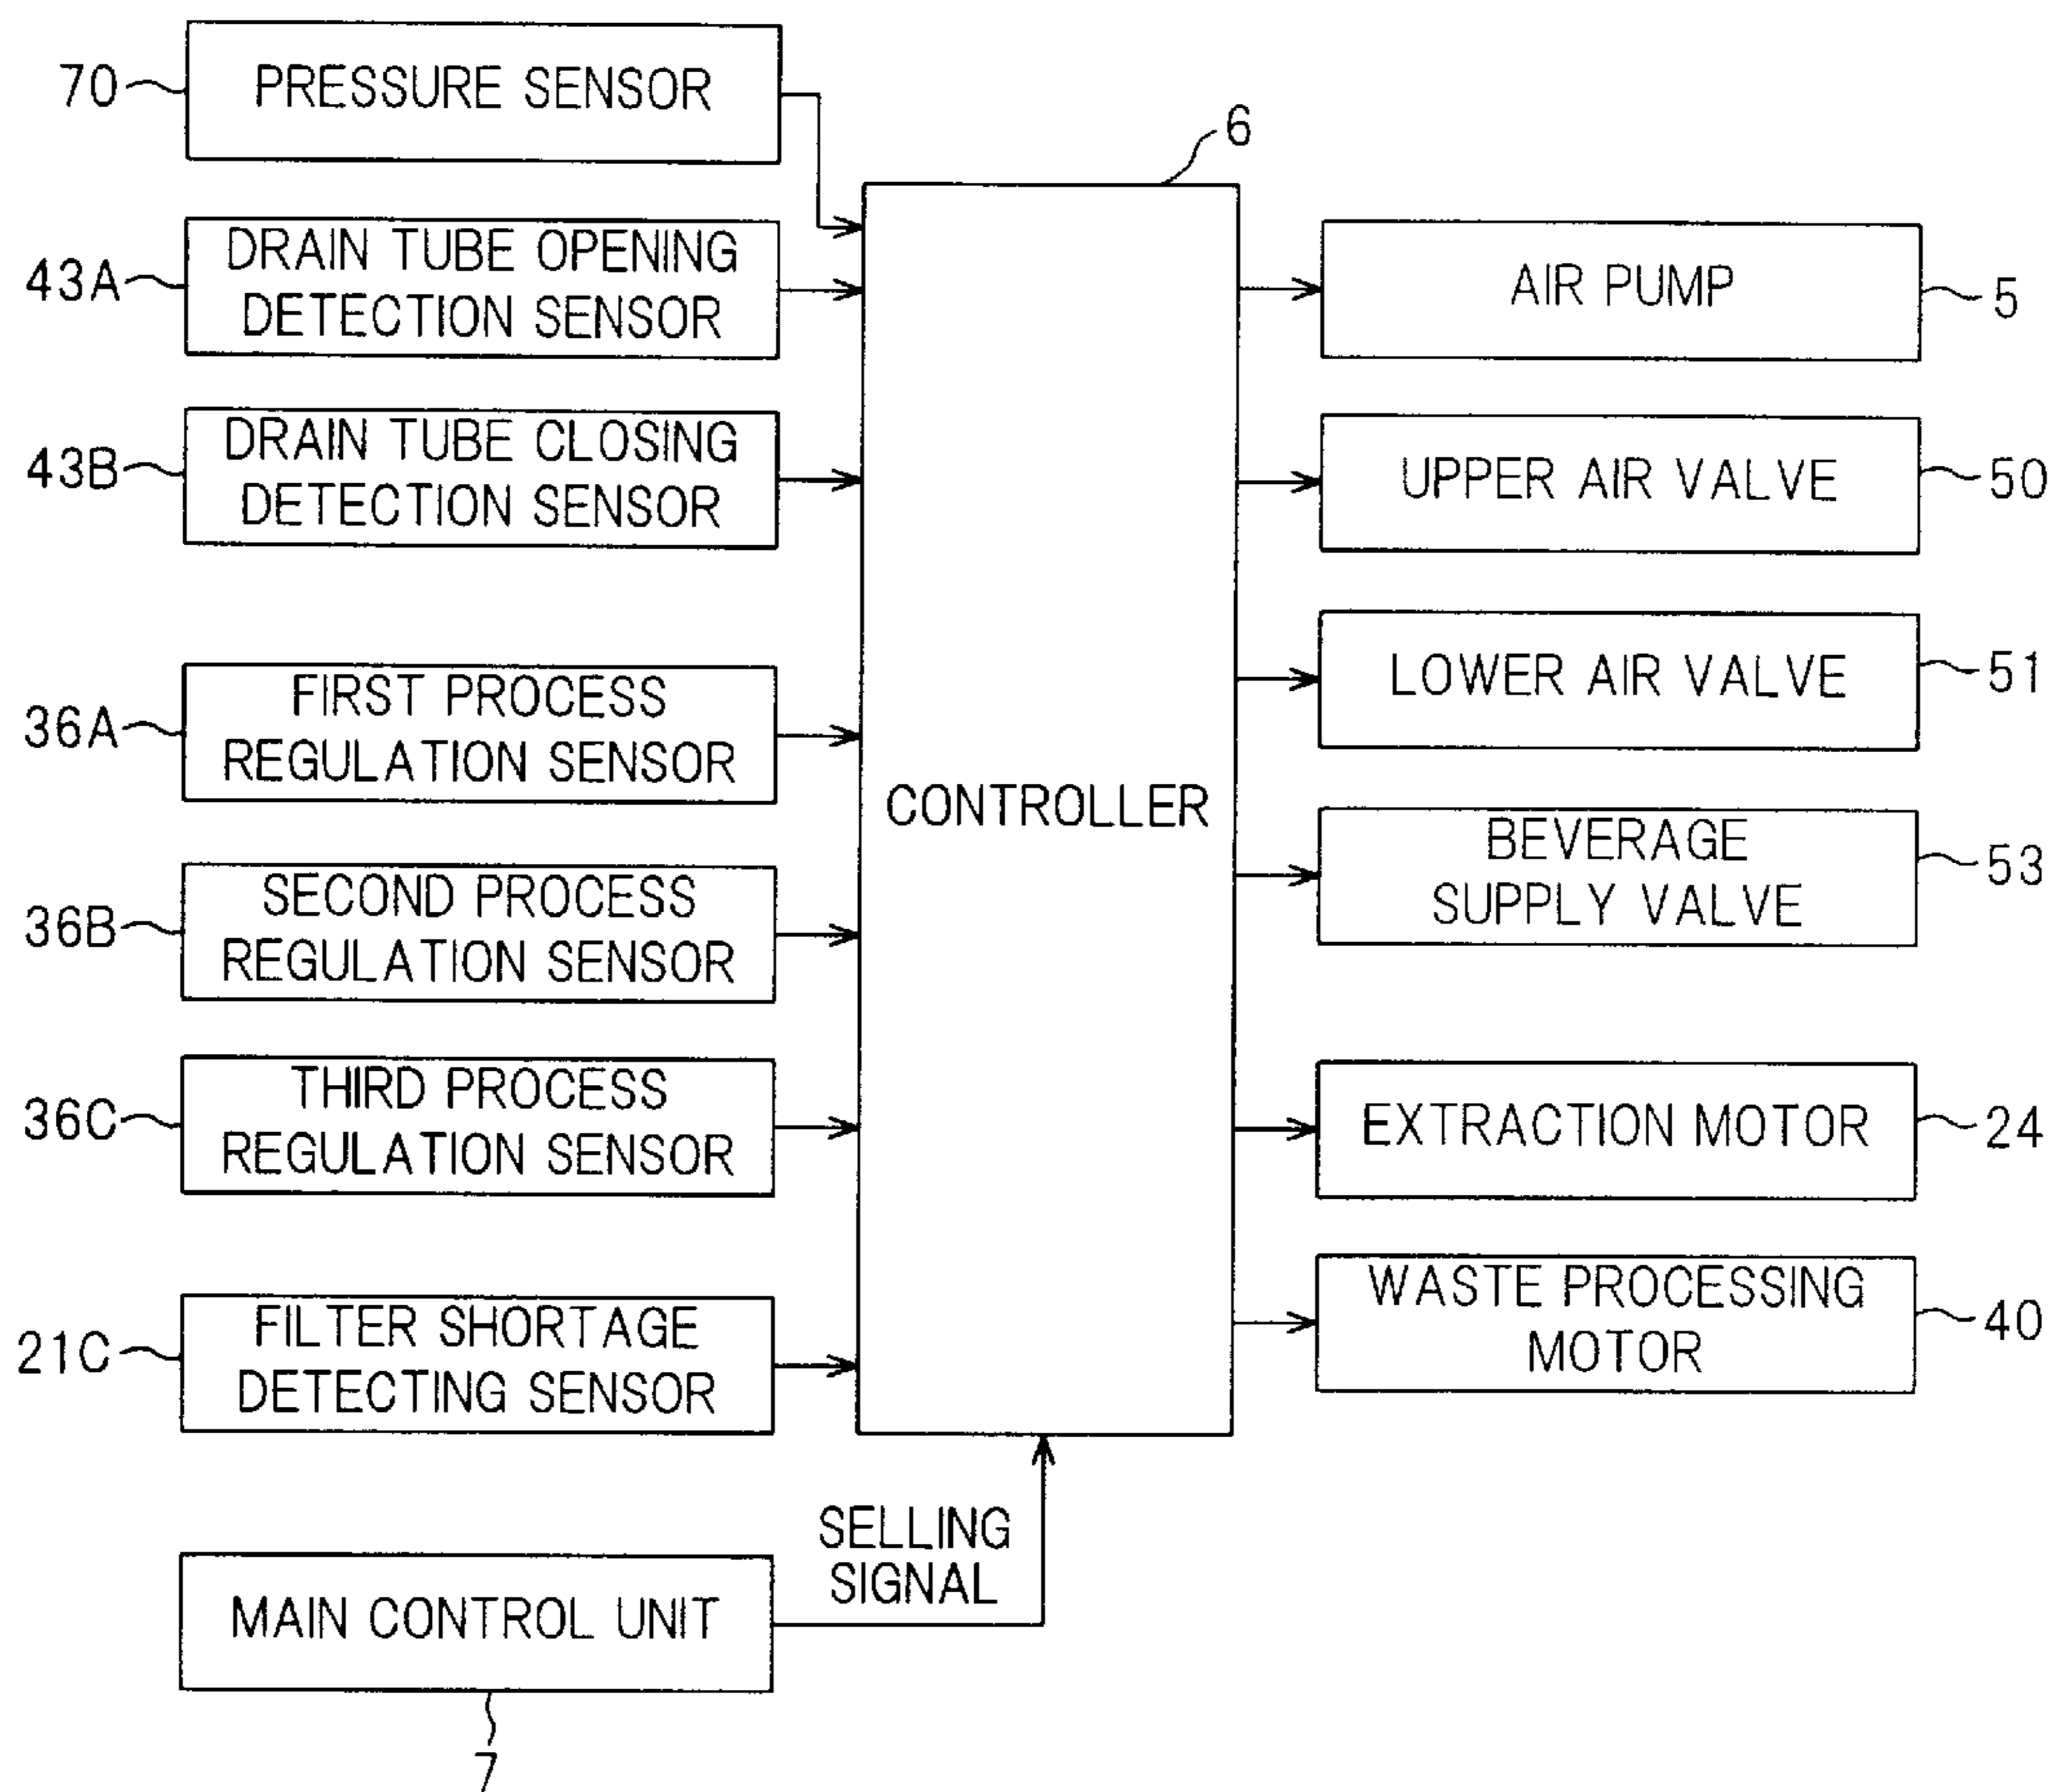 70
PRESSURE SENSOR
43A
DRAIN TUBE OPENING
DETECTION SENSOR
43B
DRAIN TUBE CLOSING
DETECTION SENSOR
36A
FIRST PROCESS
REGULATION SENSOR
36B
SECOND PROCESS
REGULATION SENSOR
36C
THIRD PROCESS
REGULATION SENSOR
21C
FILTER SHORTAGE
DETECTING SENSOR
MAIN CONTROL UNIT
7
SELLING
SIGNAL
6
CONTROLLER
AIR PUMP
5
UPPER AIR VALVE
50
LOWER AIR VALVE
51
BEVERAGE
SUPPLY VALVE
53
EXTRACTION MOTOR
24
WASTE PROCESSING
MOTOR
40